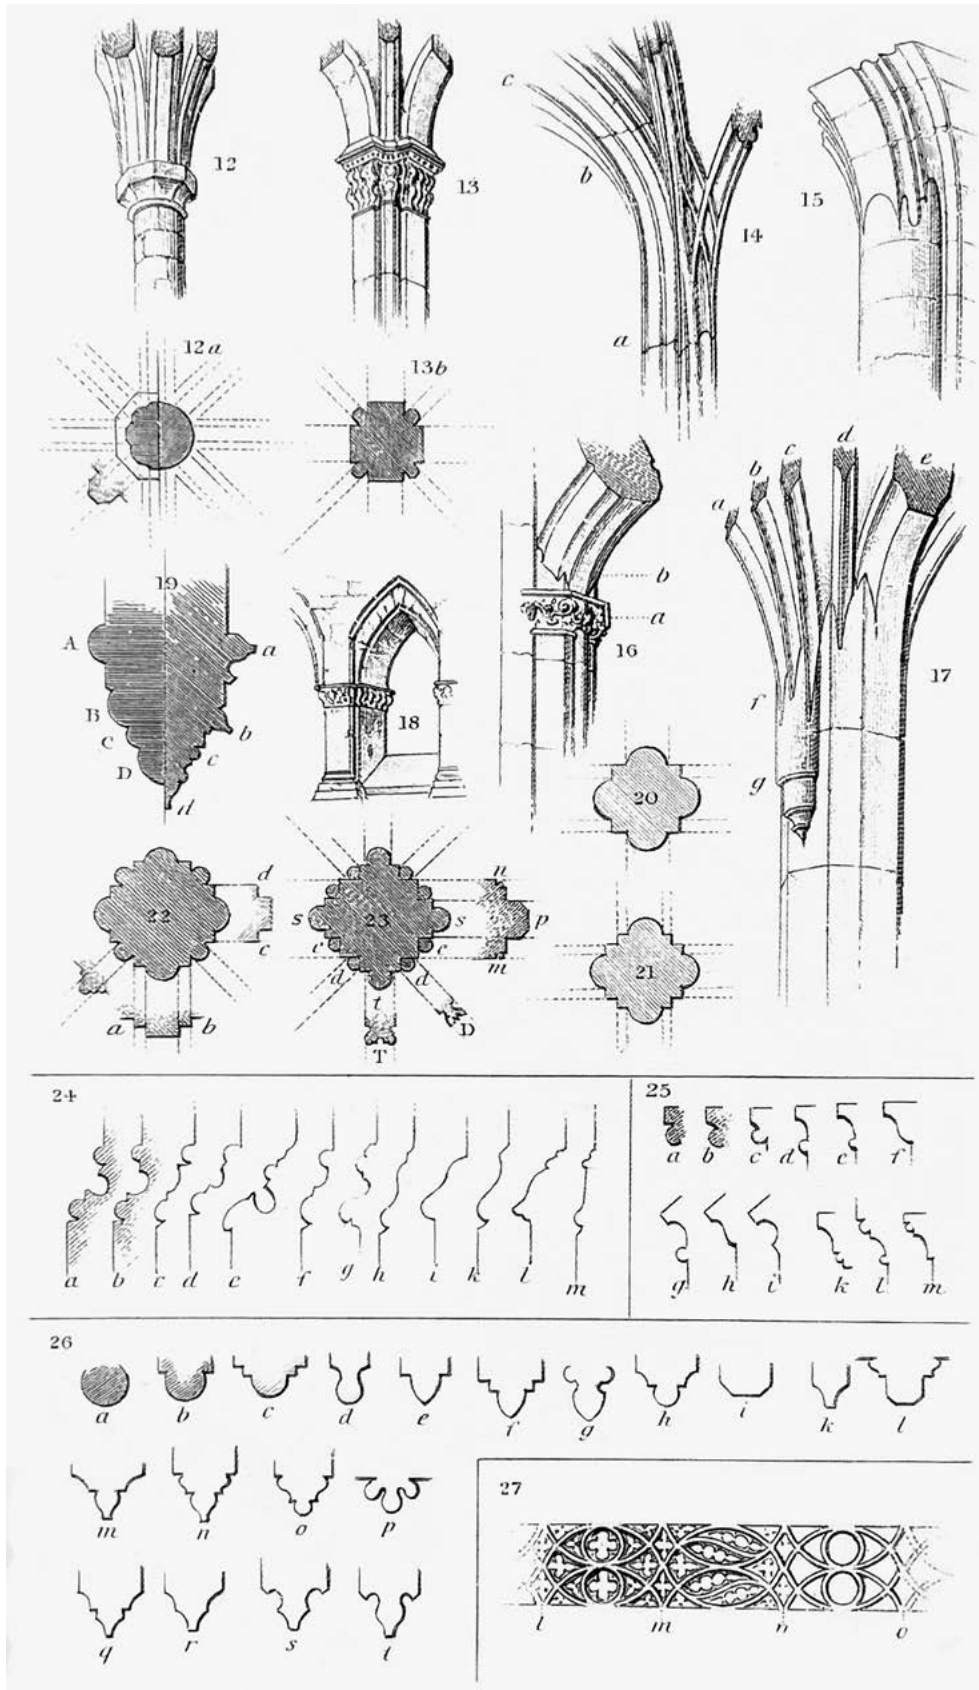 12
13
14
15
c
b
a
12a
13b
16
b
a
17
a
b
c
d
e
f
g
18
19
A
B
C
D
a
b
c
d
20
21
22
d
c
a
b
23
s
s
e
e
d
d
t
T
D
n
p
m
24
a b c d e f g h i k l m
25
a b c d e f
g h i k l m
26
a b c d e f g h i k l
m n o p
q r s t
27
l m n o